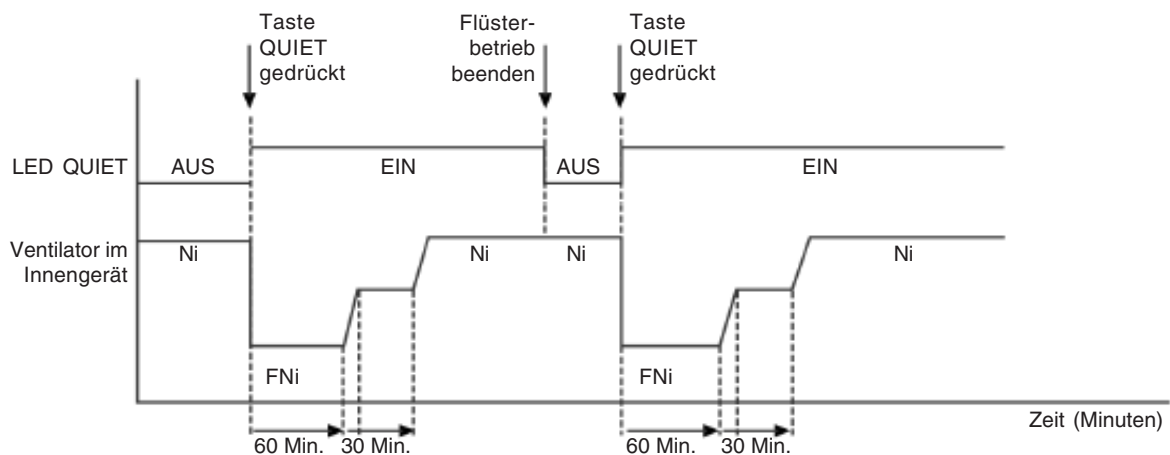 Taste
QUIET
gedrückt
Flüster-
betrieb
beenden
Taste
QUIET
gedrückt
LED QUIET
AUS
EIN
AUS
EIN
Ventilator im
Innengerät
Ni
Ni
Ni
Ni
FNi
FNi
Zeit (Minuten)
60 Min.
30 Min.
60 Min.
30 Min.